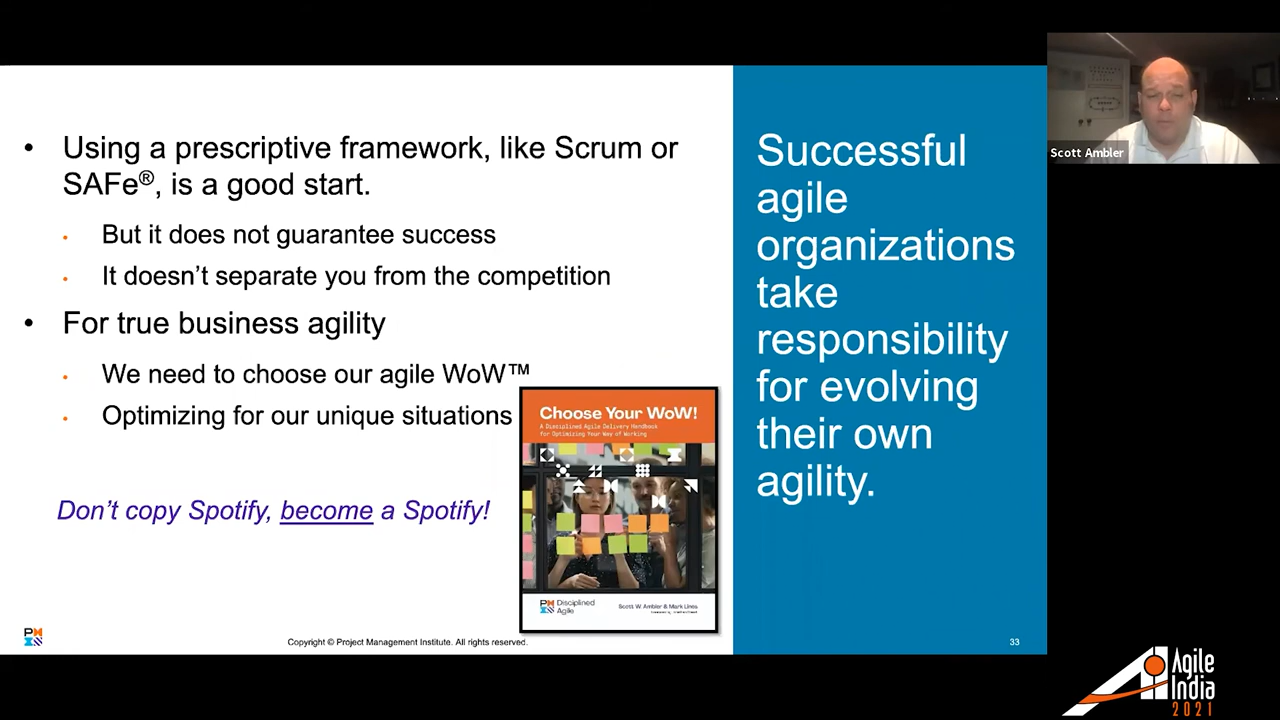 • Using a prescriptive framework, like Scrum or
SAFe®, is a good start.
• But it does not guarantee success
• It doesn't separate you from the competition
• For true business agility
• We need to choose our agile WoW™
• Optimizing for our unique situations
Don't copy Spotify, become a Spotify!
Choose Your WoW!
A Disciplined Agile Delivery Handbook
for Optimizing Your Way of Working
Disciplined
Agile
Scott W. Ambler & Mark Lines
Copyright © Project Management Institute. All rights reserved.
Successful
agile
organizations
take
responsibility
for evolving
their own
agility.
33
Scott Ambler
Agile
India
2021